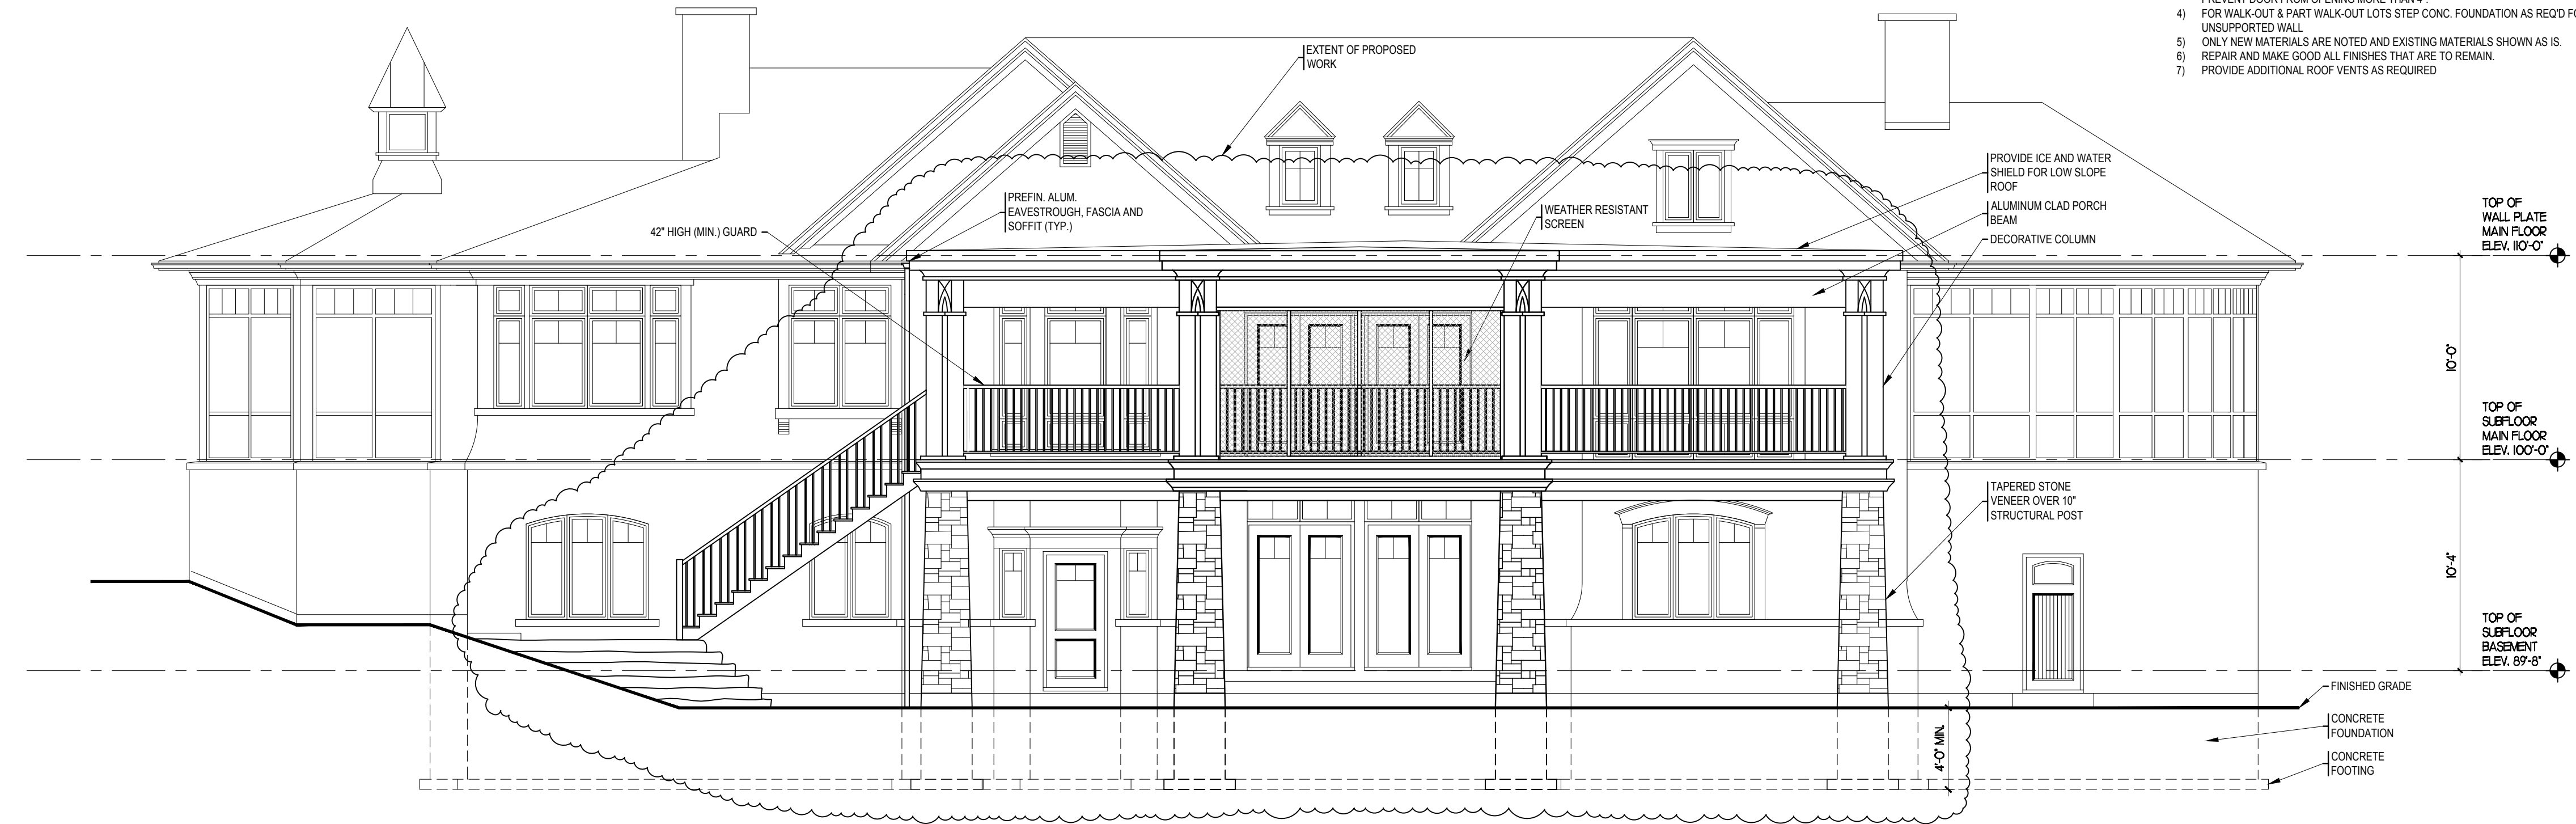 PREVENT DOOR FROM OPENING MORE THAN 4".
4) FOR WALK-OUT & PART WALK-OUT LOTS STEP CONC. FOUNDATION AS REQ'D
UNSUPPORTED WALL
5) ONLY NEW MATERIALS ARE NOTED AND EXISTING MATERIALS SHOWN AS IS.
6) REPAIR AND MAKE GOOD ALL FINISHES THAT ARE TO REMAIN.
7) PROVIDE ADDITIONAL ROOF VENTS AS REQUIRED
EXTENT OF PROPOSED
WORK
PROVIDE ICE AND WATER
SHIELD FOR LOW SLOPE
ROOF
PREFIN. ALUM.
EAVESTROUGH, FASCIA AND
SOFFIT (TYP.)
42" HIGH (MIN.) GUARD
WEATHER RESISTANT
SCREEN
ALUMINUM CLAD PORCH
BEAM
DECORATIVE COLUMN
TOP OF
WALL PLATE
MAIN FLOOR
ELEV. 110'-0"
10'-0"
TOP OF
SUBFLOOR
MAIN FLOOR
ELEV. 100'-0"
TAPERED STONE
VENEER OVER 10"
STRUCTURAL POST
10'-4"
TOP OF
SUBFLOOR
BASEMENT
ELEV. 89'-8"
FINISHED GRADE
CONCRETE
FOUNDATION
4'-0" MIN.
CONCRETE
FOOTING